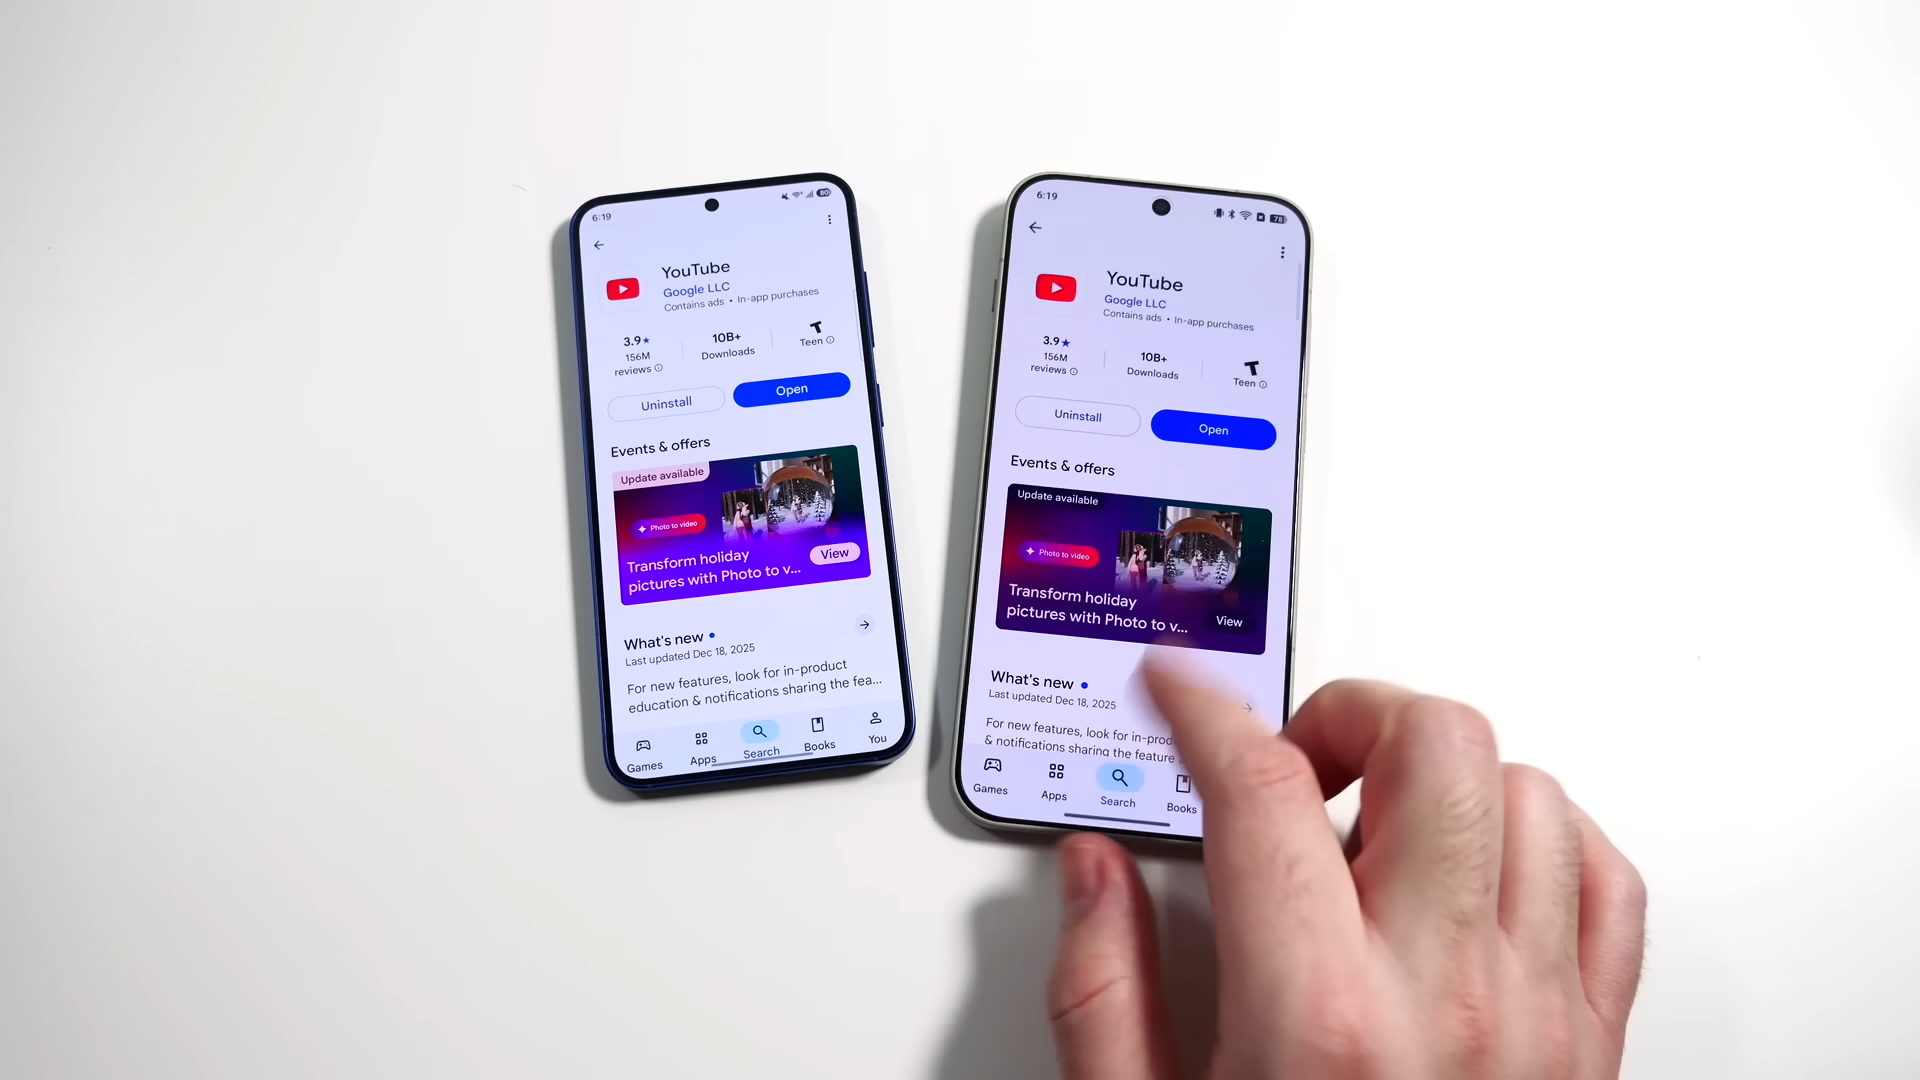 6:19
80
YouTube
Google LLC
Contains ads • In-app purchases
3.9★
156M
reviews
10B+
Downloads
T
Teen
Uninstall
Open
Events & offers
Update available
Photo to video
Transform holiday
pictures with Photo to v...
View
What's new
Last updated Dec 18, 2025
For new features, look for in-product
education & notifications sharing the fea...
Games
Apps
Search
Books
You
6:19
78
YouTube
Google LLC
Contains ads • In-app purchases
3.9★
156M
reviews
10B+
Downloads
T
Teen
Uninstall
Open
Events & offers
Update available
Photo to video
Transform holiday
pictures with Photo to v...
View
What's new
Last updated Dec 18, 2025
For new features, look for in-prod
& notifications sharing the feature
Games
Apps
Search
Books